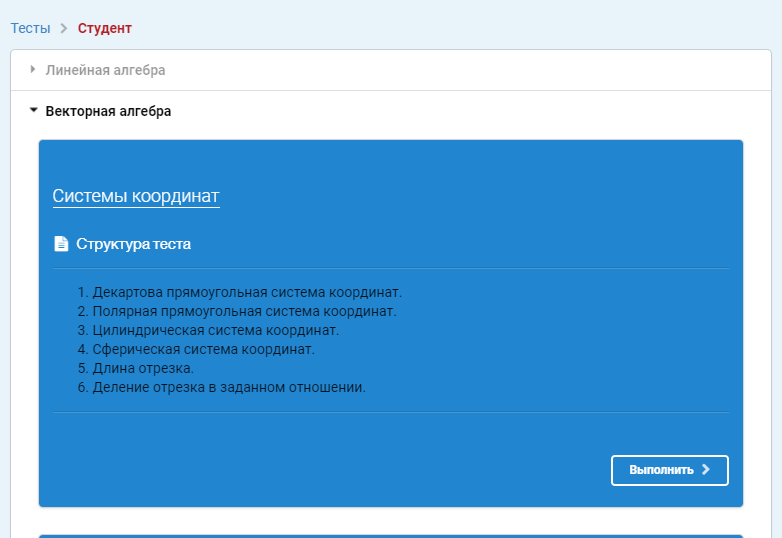 Тесты > Студент
Линейная алгебра
Векторная алгебра
Системы координат
Структура теста
1. Декартова прямоугольная система координат.
2. Полярная прямоугольная система координат.
3. Цилиндрическая система координат.
4. Сферическая система координат.
5. Длина отрезка.
6. Деление отрезка в заданном отношении.
Выполнить